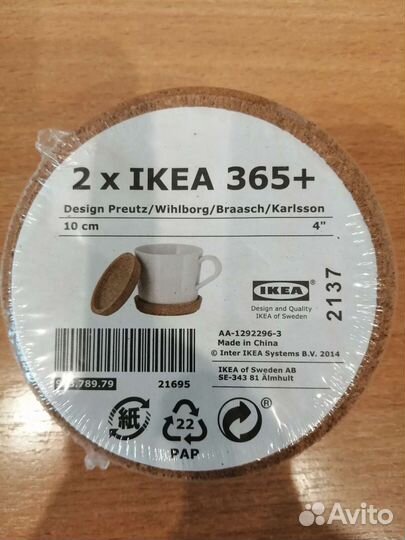 2 x IKEA 365+
Design Preutz/Wihlborg/Braasch/Karlsson
10 cm 4"
IKEA
®
Design and Quality
IKEA of Sweden
2137
AA-1292296-3
Made in China
© Inter IKEA Systems B.V. 2014
.789.79 21695
IKEA of Sweden AB
SE-343 81 Älmhult
紙
22
PAP
®
Avito